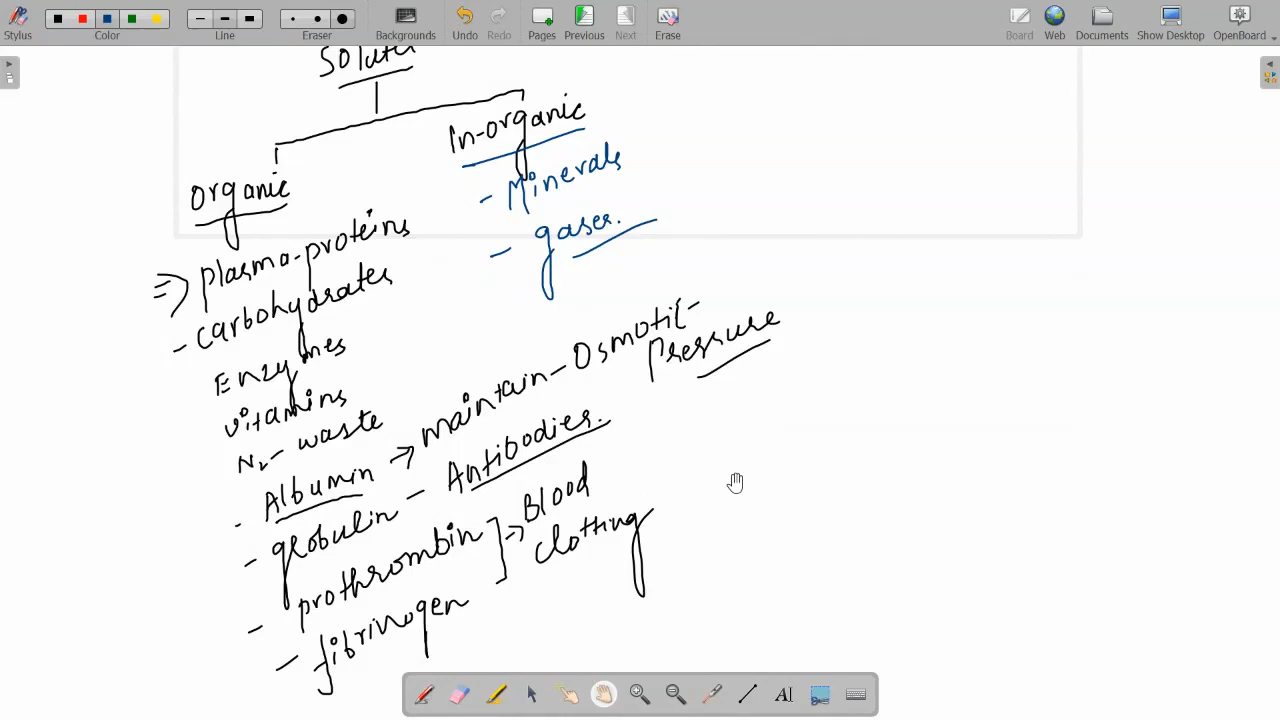 Stylus
Color
Line
Eraser
Backgrounds
Undo
Redo
Pages
Previous
Next
Erase
Board
Web
Documents
Show Desktop
OpenBoard
Solutes
Organic
In-organic
- Minerals
- gases.
=> plasma-proteins
- carbohydrates
Enzymes
vitamins
N2- waste
- Albumin -> maintain - Osmotic-
Pressure
- globulin - Antibodies.
- prothrombin ] -> Blood
clotting
- fibrinogen